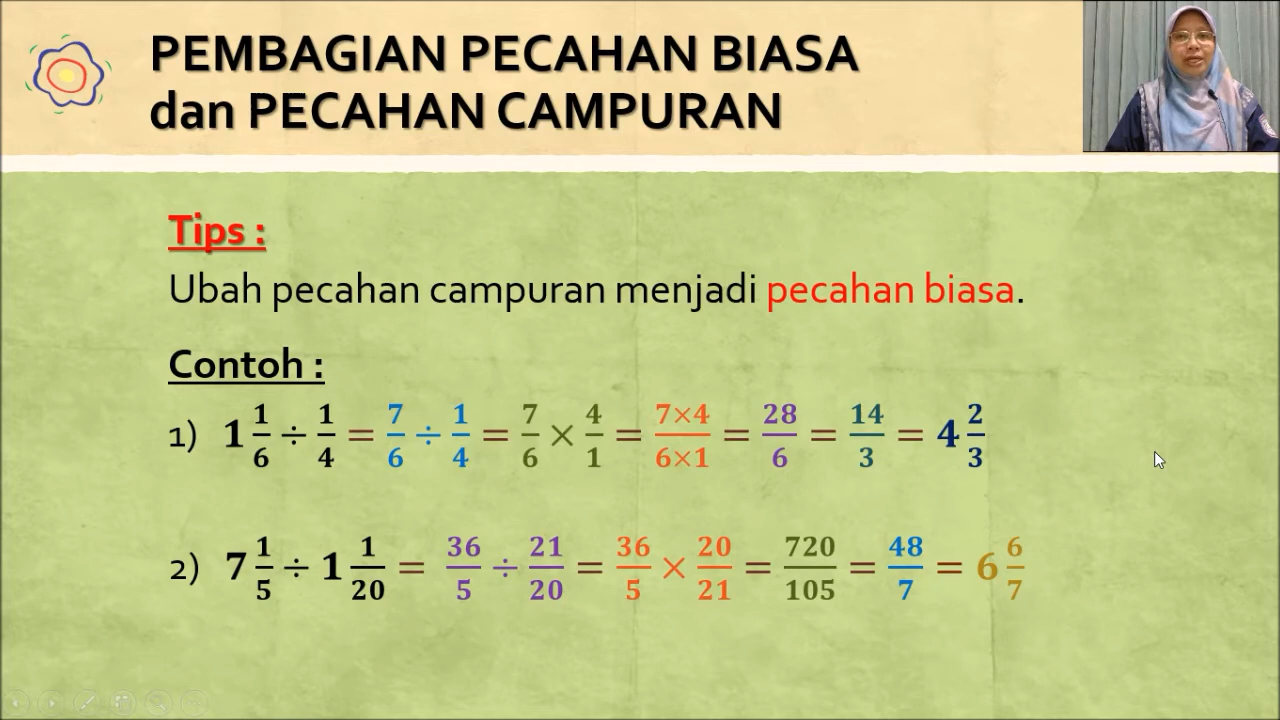 PEMBAGIAN PECAHAN BIASA
dan PECAHAN CAMPURAN
Tips :
Ubah pecahan campuran menjadi pecahan biasa.
Contoh :
1) 1 1/6 ÷ 1/4 = 7/6 ÷ 1/4 = 7/6 × 4/1 = 7×4/6×1 = 28/6 = 14/3 = 4 2/3
2) 7 1/5 ÷ 1 1/20 = 36/5 ÷ 21/20 = 36/5 × 20/21 = 720/105 = 48/7 = 6 6/7